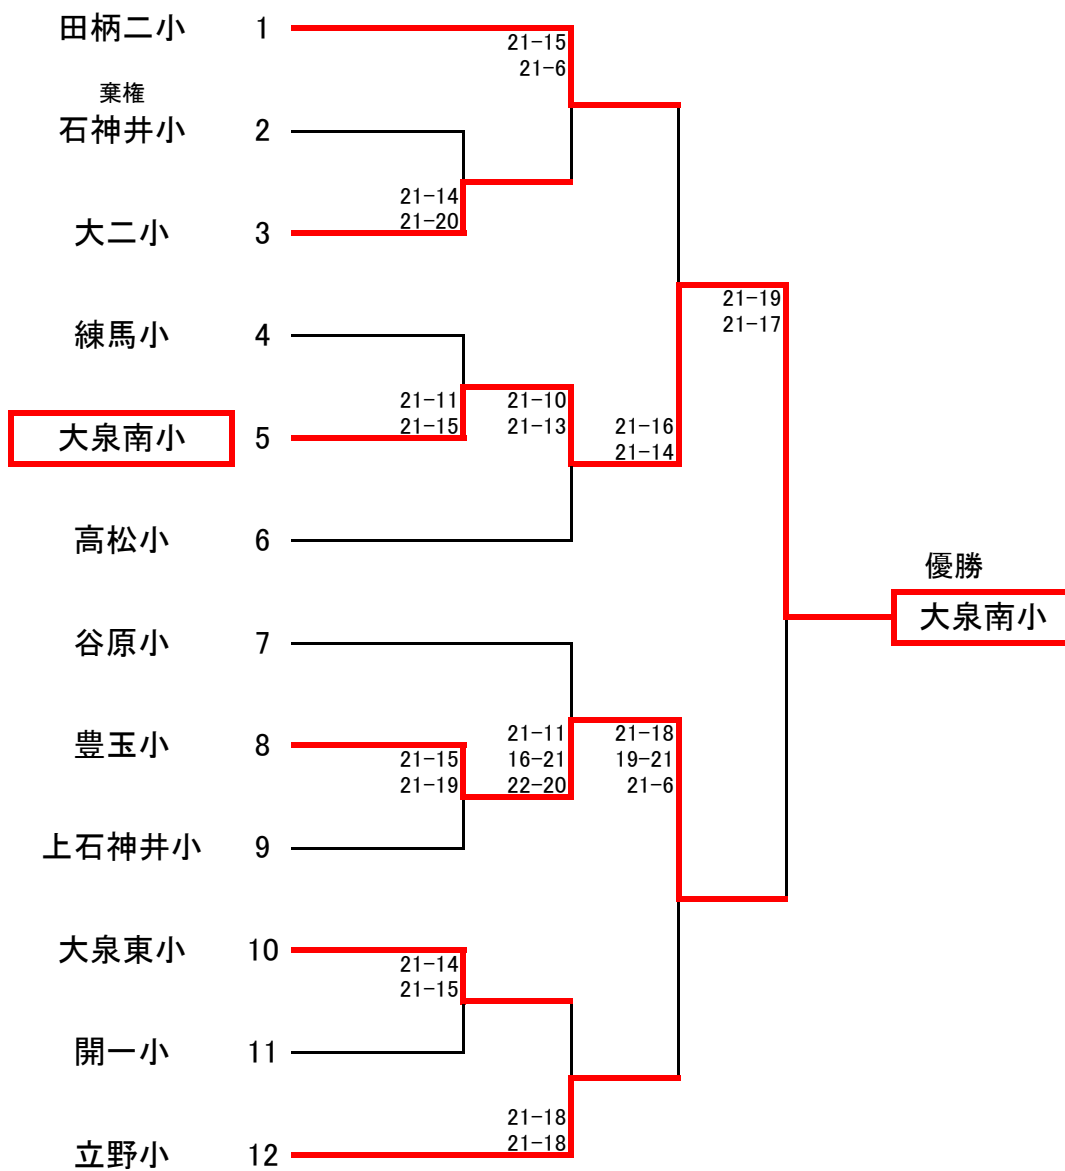 田柄二小 1
21-15
21-6
棄権
石神井小 2
21-14
21-20
大二小 3
21-19
21-17
練馬小 4
21-11
21-15
21-10
21-13
21-16
21-14
大泉南小 5
高松小 6
優勝
大泉南小
谷原小 7
豊玉小 8
21-15
21-19
21-11
16-21
22-20
21-18
19-21
21-6
上石神井小 9
大泉東小 10
21-14
21-15
開一小 11
21-18
21-18
立野小 12